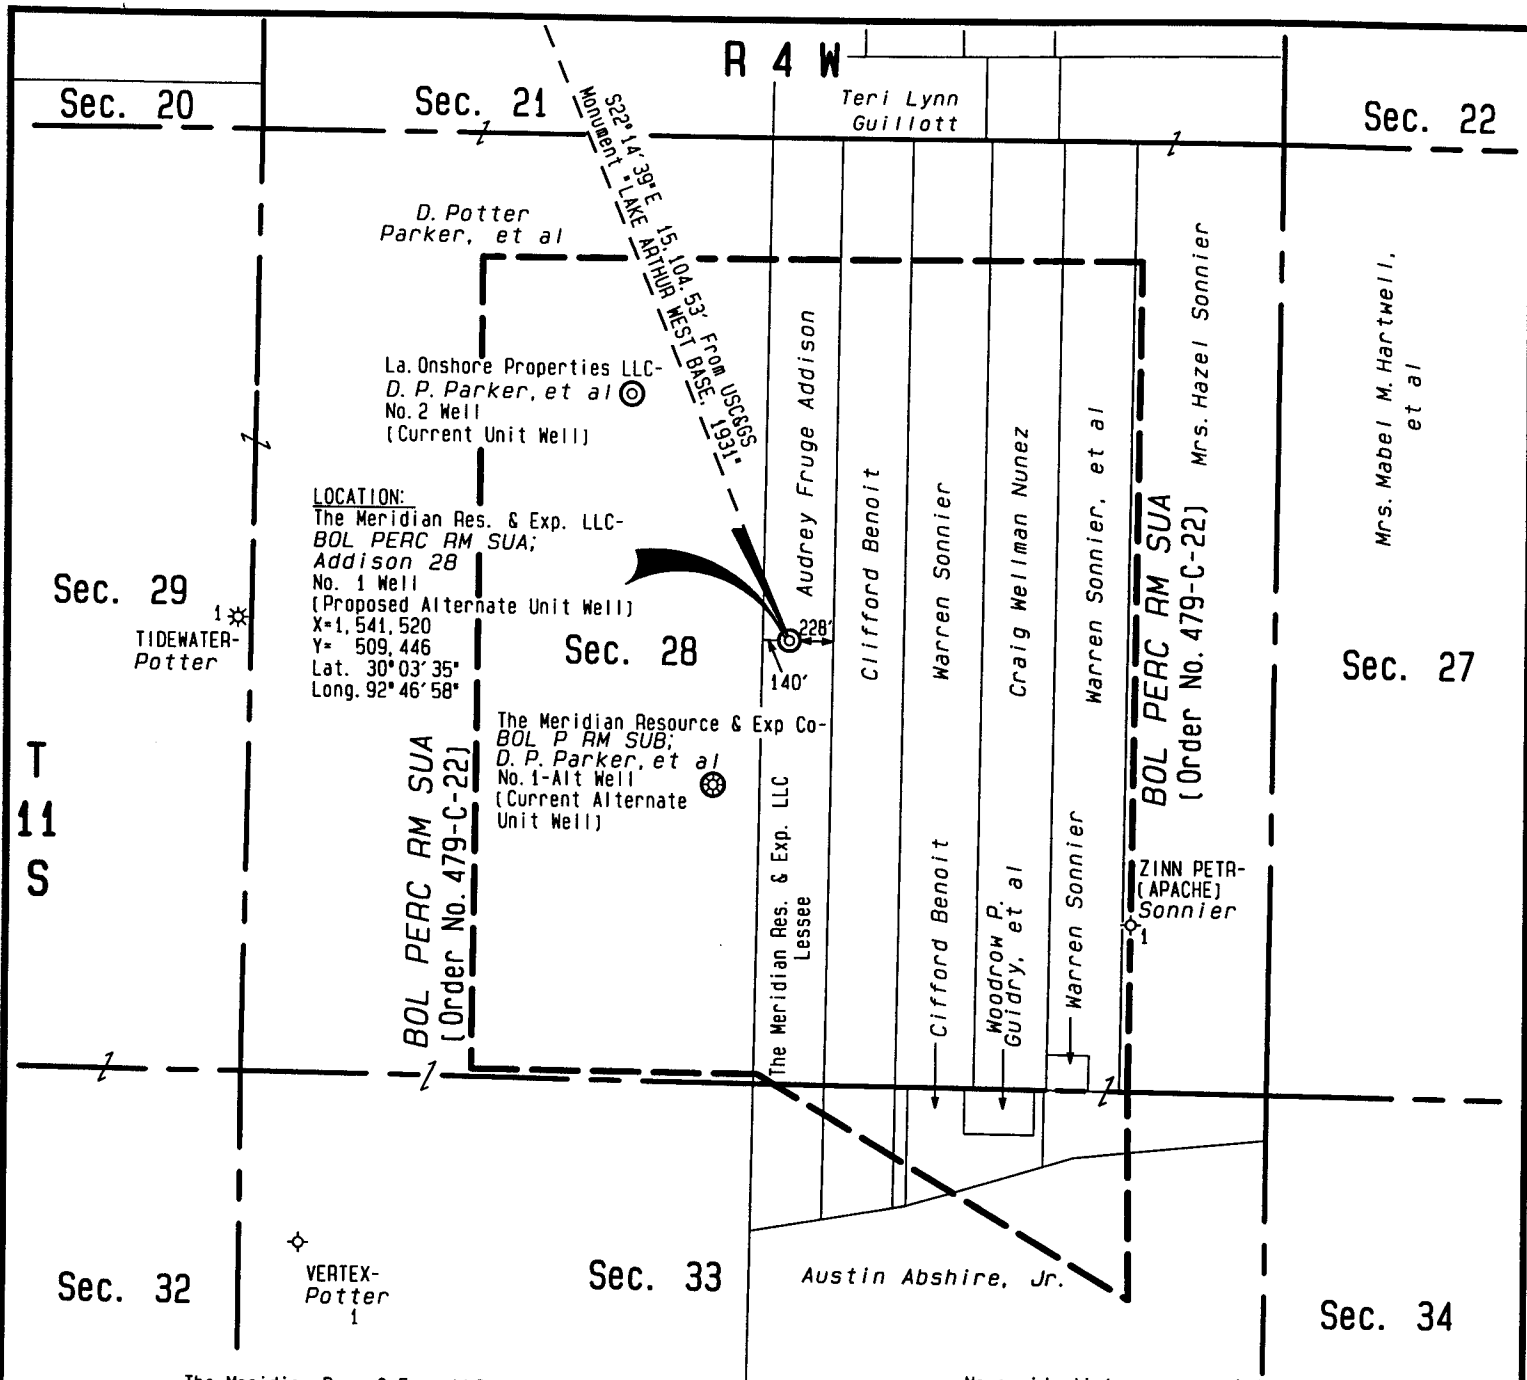 R 4 W
Sec. 20
Sec. 21
Teri Lynn
Guillott
Sec. 22
S22°14'39"E 15,104.53' From USC&GS
Monument "LAKE ARTHUR WEST BASE, 1931"
D. Potter
Parker, et al
La. Onshore Properties LLC-
D. P. Parker, et al
No. 2 Well
(Current Unit Well)
LOCATION:
The Meridian Res. & Exp. LLC-
BOL PERC RM SUA;
Addison 28
No. 1 Well
(Proposed Alternate Unit Well)
X=1,541,520
Y= 509,446
Lat. 30°03'35"
Long. 92°46'58"
Audrey Fruge Addison
Clifford Benoit
Warren Sonnier
Craig Wellman Nunez
Warren Sonnier, et al
Mrs. Hazel Sonnier
Mrs. Mabel M. Hartwell,
et al
BOL PERC RM SUA
(Order No. 479-C-22)
Sec. 29
1
TIDEWATER-
Potter
Sec. 28
228'
140'
Sec. 27
The Meridian Resource & Exp Co-
BOL P RM SUB;
D. P. Parker, et al
No. 1-Alt Well
(Current Alternate
Unit Well)
T
11
S
BOL PERC RM SUA
(Order No. 479-C-22)
The Meridian Res. & Exp. LLC
Lessee
Clifford Benoit
Woodrow P.
Guidry, et al
Warren Sonnier
ZINN PETR-
(APACHE)
Sonnier
1
Sec. 32
VERTEX-
Potter
1
Sec. 33
Austin Abshire, Jr.
Sec. 34